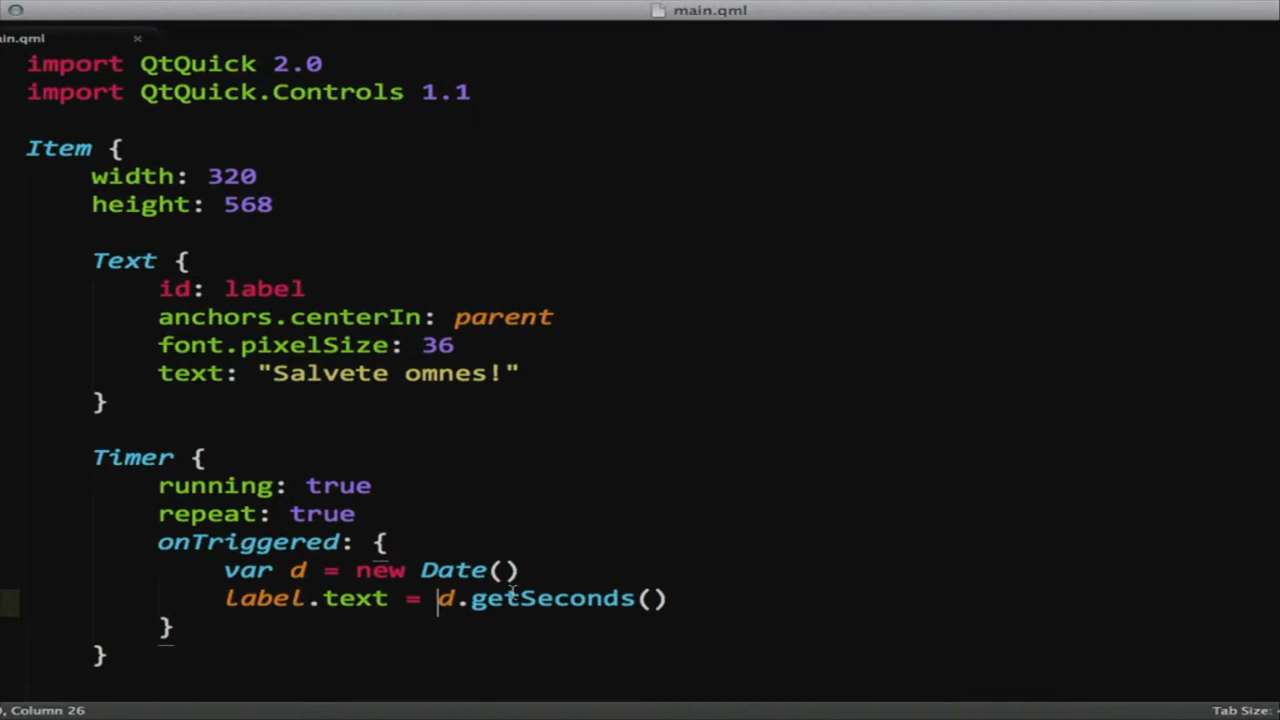 main.qml
ain.qml ×
import QtQuick 2.0
import QtQuick.Controls 1.1
Item {
width: 320
height: 568
Text {
id: label
anchors.centerIn: parent
font.pixelSize: 36
text: "Salvete omnes!"
}
Timer {
running: true
repeat: true
onTriggered: {
var d = new Date()
label.text = d.getSeconds()
}
}
, Column 26
Tab Size: